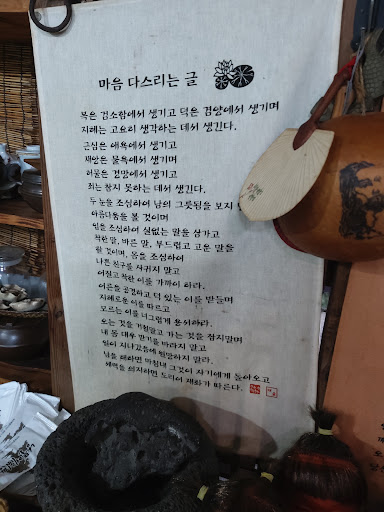 마음 다스리는 글
복은 검소함에서 생기고 덕은 겸양에서 생기며
지혜는 고요히 생각하는 데서 생긴다.
근심은 애욕에서 생기고
재앙은 물욕에서 생기며
허물은 경망에서 생기고
죄는 참지 못하는 데서 생긴다.
두 눈을 조심하여 남의 그릇됨을 보지
아름다움을 볼 것이며
입을 조심하여 실없는 말을 삼가고
착한 말, 바른 말, 부드럽고 고운 말을
할 것이며, 몸을 조심하여
나쁜 친구를 사귀지 말고
어질고 착한 이를 가까이 하라.
어른을 공경하고 덕 있는 이를 받들며
지혜로운 이를 따르고
모르는 이를 너그럽게 용서하라.
오는 것을 거절말고 가는 것을 잡지말며
내 몸 대우 받기를 바라지 말고
일이 지나갔음에 원망하지 말라.
남을 해하면 마침내 그것이 자기에게 돌아오고
세력을 의지하면 도리어 재화가 따른다.